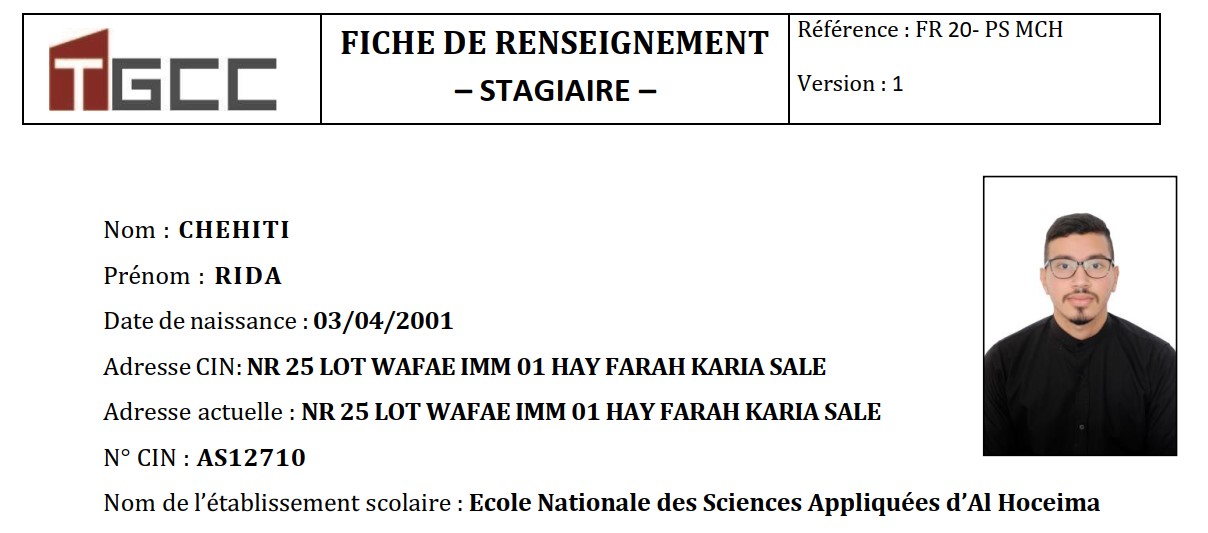 TGCC
FICHE DE RENSEIGNEMENT
– STAGIAIRE –
Référence : FR 20- PS MCH
Version : 1
Nom : CHEHITI
Prénom : RIDA
Date de naissance : 03/04/2001
Adresse CIN: NR 25 LOT WAFAE IMM 01 HAY FARAH KARIA SALE
Adresse actuelle : NR 25 LOT WAFAE IMM 01 HAY FARAH KARIA SALE
N° CIN : AS12710
Nom de l’établissement scolaire : Ecole Nationale des Sciences Appliquées d’Al Hoceima